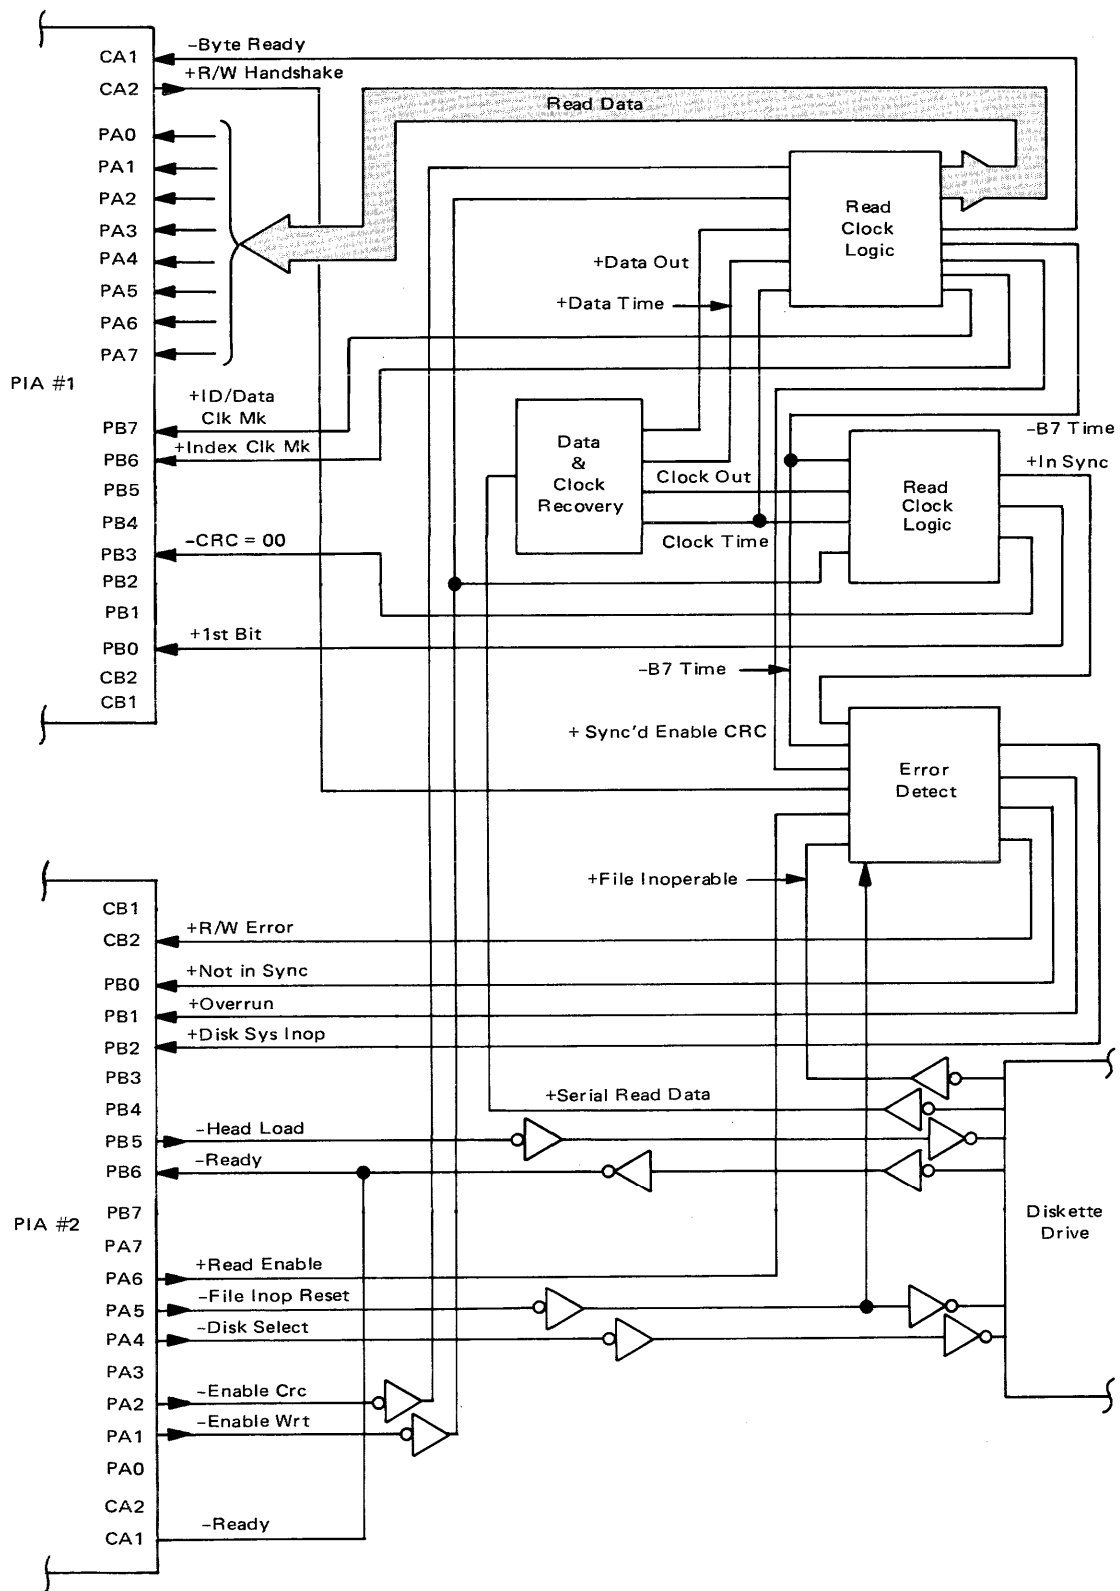 CA1
–Byte Ready
CA2
+R/W Handshake
Read Data
PA0
PA1
PA2
PA3
PA4
PA5
PA6
PA7
PIA #1
Read
Clock
Logic
+Data Out
+Data Time
+ID/Data
Clk Mk
PB7
+Index Clk Mk
PB6
PB5
PB4
–CRC = 00
PB3
PB2
PB1
+1st Bit
PB0
CB2
CB1
Data
&
Clock
Recovery
Clock Out
Clock Time
–B7 Time
+In Sync
Read
Clock
Logic
–B7 Time
+ Sync'd Enable CRC
Error
Detect
+File Inoperable
CB1
CB2
+R/W Error
PB0
+Not in Sync
PB1
+Overrun
PB2
+Disk Sys Inop
PB3
PB4
+Serial Read Data
PB5
–Head Load
PB6
–Ready
PB7
PIA #2
PA7
PA6
+Read Enable
PA5
–File Inop Reset
PA4
–Disk Select
PA3
PA2
–Enable Crc
PA1
–Enable Wrt
PA0
CA2
CA1
–Ready
Diskette
Drive